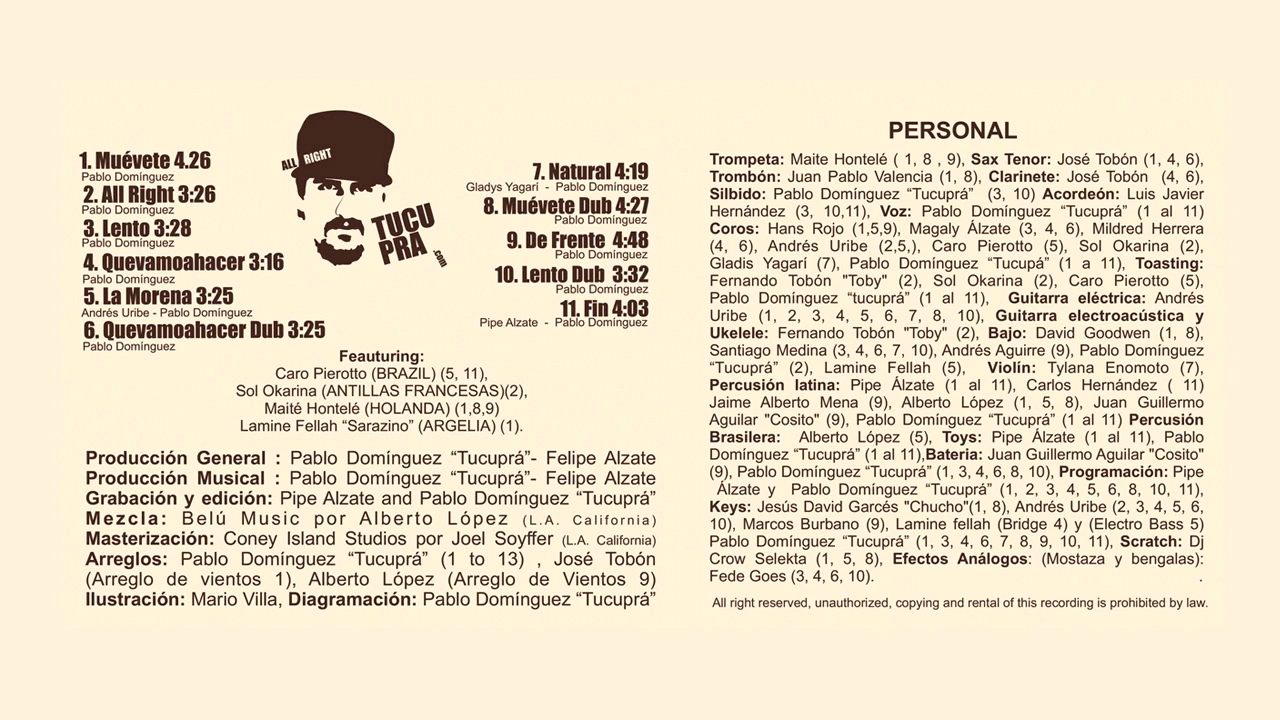 1. Muévete 4.26
Pablo Domínguez
2. All Right 3:26
Pablo Domínguez
3. Lento 3:28
Pablo Domínguez
4. Quevamoahacer 3:16
Pablo Domínguez
5. La Morena 3:25
Andrés Uribe - Pablo Domínguez
6. Quevamoahacer Dub 3:25
Pablo Domínguez
ALL RIGHT
TUCU
PRA
.com
7. Natural 4:19
Gladys Yagarí - Pablo Domínguez
8. Muévete Dub 4:27
Pablo Domínguez
9. De Frente 4:48
Pablo Domínguez
10. Lento Dub 3:32
Pablo Domínguez
11. Fin 4:03
Pipe Alzate - Pablo Domínguez
Feauturing:
Caro Pierotto (BRAZIL) (5, 11),
Sol Okarina (ANTILLAS FRANCESAS)(2),
Maité Hontelé (HOLANDA) (1,8,9)
Lamine Fellah “Sarazino” (ARGELIA) (1).
Producción General : Pablo Domínguez “Tucuprá”- Felipe Alzate
Producción Musical : Pablo Domínguez “Tucuprá”- Felipe Alzate
Grabación y edición: Pipe Alzate and Pablo Domínguez “Tucuprá”
Mezcla: Belú Music por Alberto López (L.A. California)
Masterización: Coney Island Studios por Joel Soyffer (L.A. California)
Arreglos: Pablo Domínguez “Tucuprá” (1 to 13) , José Tobón
(Arreglo de vientos 1), Alberto López (Arreglo de Vientos 9)
Ilustración: Mario Villa, Diagramación: Pablo Domínguez “Tucuprá”
PERSONAL
Trompeta: Maite Hontelé ( 1, 8 , 9), Sax Tenor: José Tobón (1, 4, 6),
Trombón: Juan Pablo Valencia (1, 8), Clarinete: José Tobón (4, 6),
Silbido: Pablo Domínguez “Tucuprá” (3, 10) Acordeón: Luis Javier
Hernández (3, 10,11), Voz: Pablo Domínguez “Tucuprá” (1 al 11)
Coros: Hans Rojo (1,5,9), Magaly Álzate (3, 4, 6), Mildred Herrera
(4, 6), Andrés Uribe (2,5,), Caro Pierotto (5), Sol Okarina (2),
Gladis Yagarí (7), Pablo Domínguez “Tucupá” (1 a 11), Toasting:
Fernando Tobón "Toby" (2), Sol Okarina (2), Caro Pierotto (5),
Pablo Domínguez “tucuprá” (1 al 11), Guitarra eléctrica: Andrés
Uribe (1, 2, 3, 4, 5, 6, 7, 8, 10), Guitarra electroacústica y
Ukelele: Fernando Tobón "Toby" (2), Bajo: David Goodwen (1, 8),
Santiago Medina (3, 4, 6, 7, 10), Andrés Aguirre (9), Pablo Domínguez
“Tucuprá” (2), Lamine Fellah (5), Violín: Tylana Enomoto (7),
Percusión latina: Pipe Álzate (1 al 11), Carlos Hernández ( 11)
Jaime Alberto Mena (9), Alberto López (1, 5, 8), Juan Guillermo
Aguilar "Cosito" (9), Pablo Domínguez “Tucuprá” (1 al 11) Percusión
Brasilera: Alberto López (5), Toys: Pipe Álzate (1 al 11), Pablo
Domínguez “Tucuprá” (1 al 11),Bateria: Juan Guillermo Aguilar "Cosito"
(9), Pablo Domínguez “Tucuprá” (1, 3, 4, 6, 8, 10), Programación: Pipe
Álzate y Pablo Domínguez “Tucuprá” (1, 2, 3, 4, 5, 6, 8, 10, 11),
Keys: Jesús David Garcés "Chucho"(1, 8), Andrés Uribe (2, 3, 4, 5, 6,
10), Marcos Burbano (9), Lamine fellah (Bridge 4) y (Electro Bass 5)
Pablo Domínguez “Tucuprá” (1, 3, 4, 6, 7, 8, 9, 10, 11), Scratch: Dj
Crow Selekta (1, 5, 8), Efectos Análogos: (Mostaza y bengalas):
Fede Goes (3, 4, 6, 10). .
All right reserved, unauthorized, copying and rental of this recording is prohibited by law.